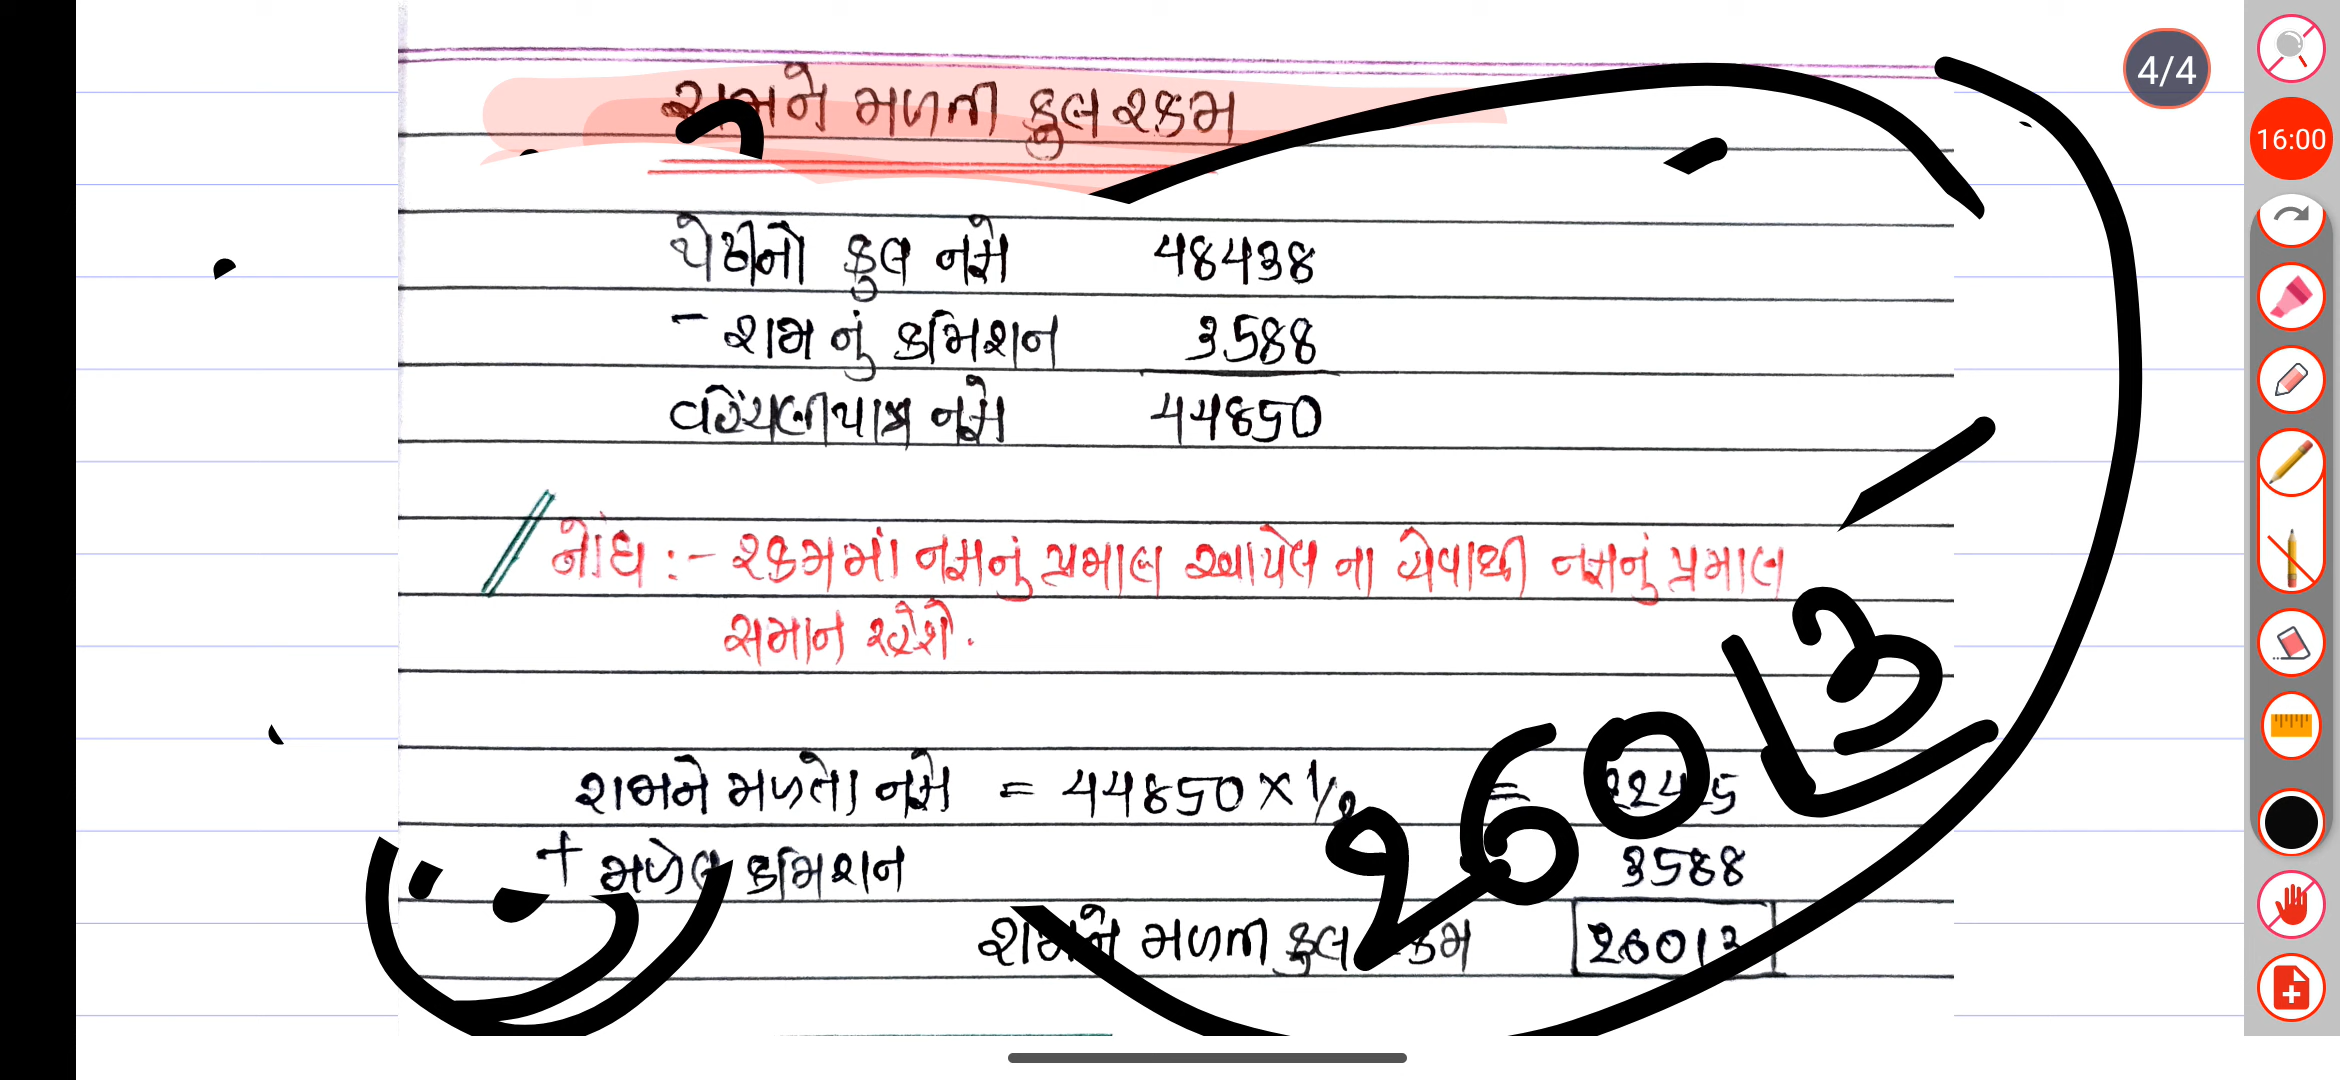 4/4
16:00
રામને મળતી કુલ રકમ
પેઢીનો કુલ નફો 48438
- રામ નું કમિશન 3588
વહેંચણીપાત્ર નફો 44850
નોંધ :- રકમમાં નફાનું પ્રમાણ આપેલ ના હોવાથી નફાનું પ્રમાણ
સમાન રહેશે.
રામને મળતો નફો = 44850 × 1/2 = 22425
+ મળેલ કમિશન 3588
રામને મળતી કુલ રકમ 26013
26013